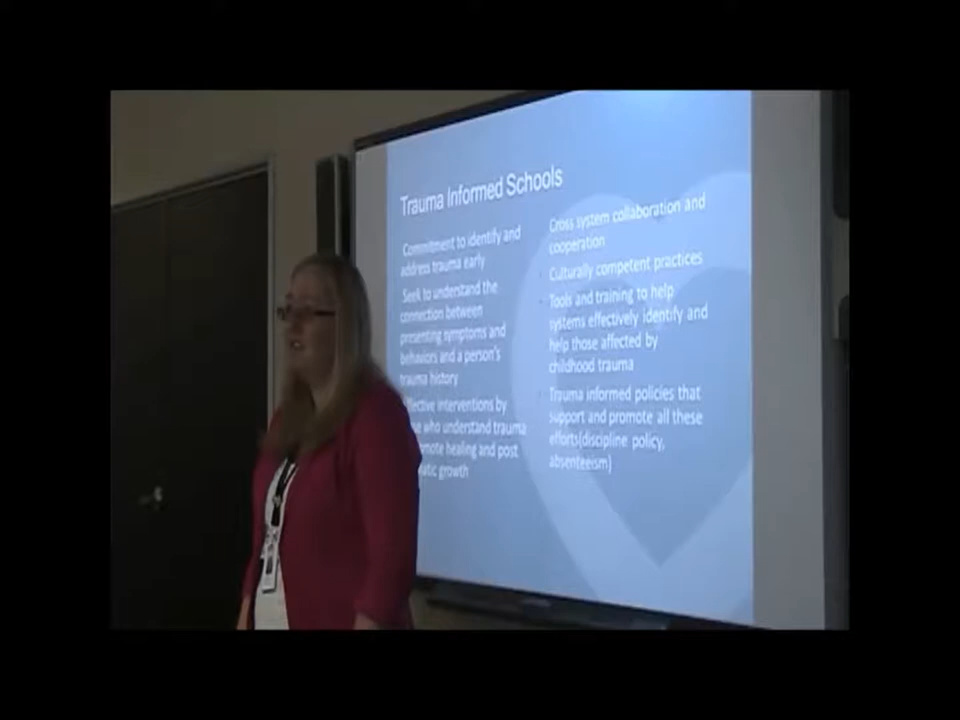 Trauma Informed Schools
Commitment to identify and
address trauma early
Seek to understand the
connection between
presenting symptoms and
behaviors and a person's
trauma history
interventions by
who understand trauma
healing and post
growth
Cross system collaboration and
cooperation
Culturally competent practices
Tools and training to help
systems effectively identify and
help those affected by
childhood trauma
Trauma informed policies that
support and promote all these
efforts(discipline policy,
absenteeism)